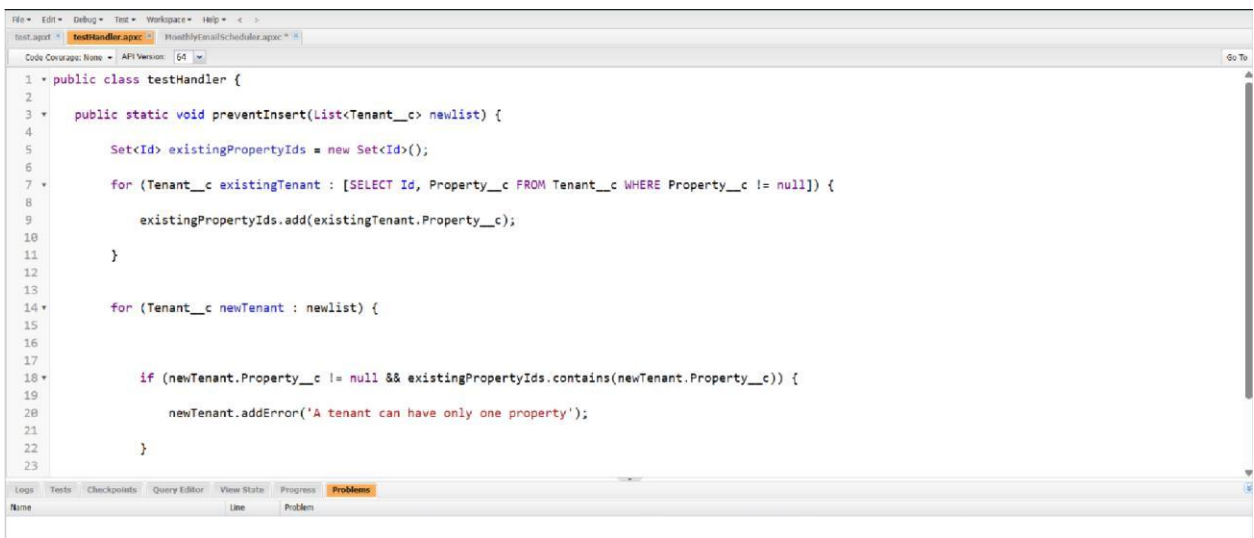 File Edit Debug Test Workspace Help < >
test.apxt testHandler.apxc MonthlyEmailScheduler.apxc *
Code Coverage: None API Version: 64 Go To
1 public class testHandler {
2
3 public static void preventInsert(List<Tenant__c> newlist) {
4
5 Set<Id> existingPropertyIds = new Set<Id>();
6
7 for (Tenant__c existingTenant : [SELECT Id, Property__c FROM Tenant__c WHERE Property__c != null]) {
8
9 existingPropertyIds.add(existingTenant.Property__c);
10
11 }
12
13
14 for (Tenant__c newTenant : newlist) {
15
16
17
18 if (newTenant.Property__c != null && existingPropertyIds.contains(newTenant.Property__c)) {
19
20 newTenant.addError('A tenant can have only one property');
21
22 }
23
Logs Tests Checkpoints Query Editor View State Progress Problems
Name Line Problem